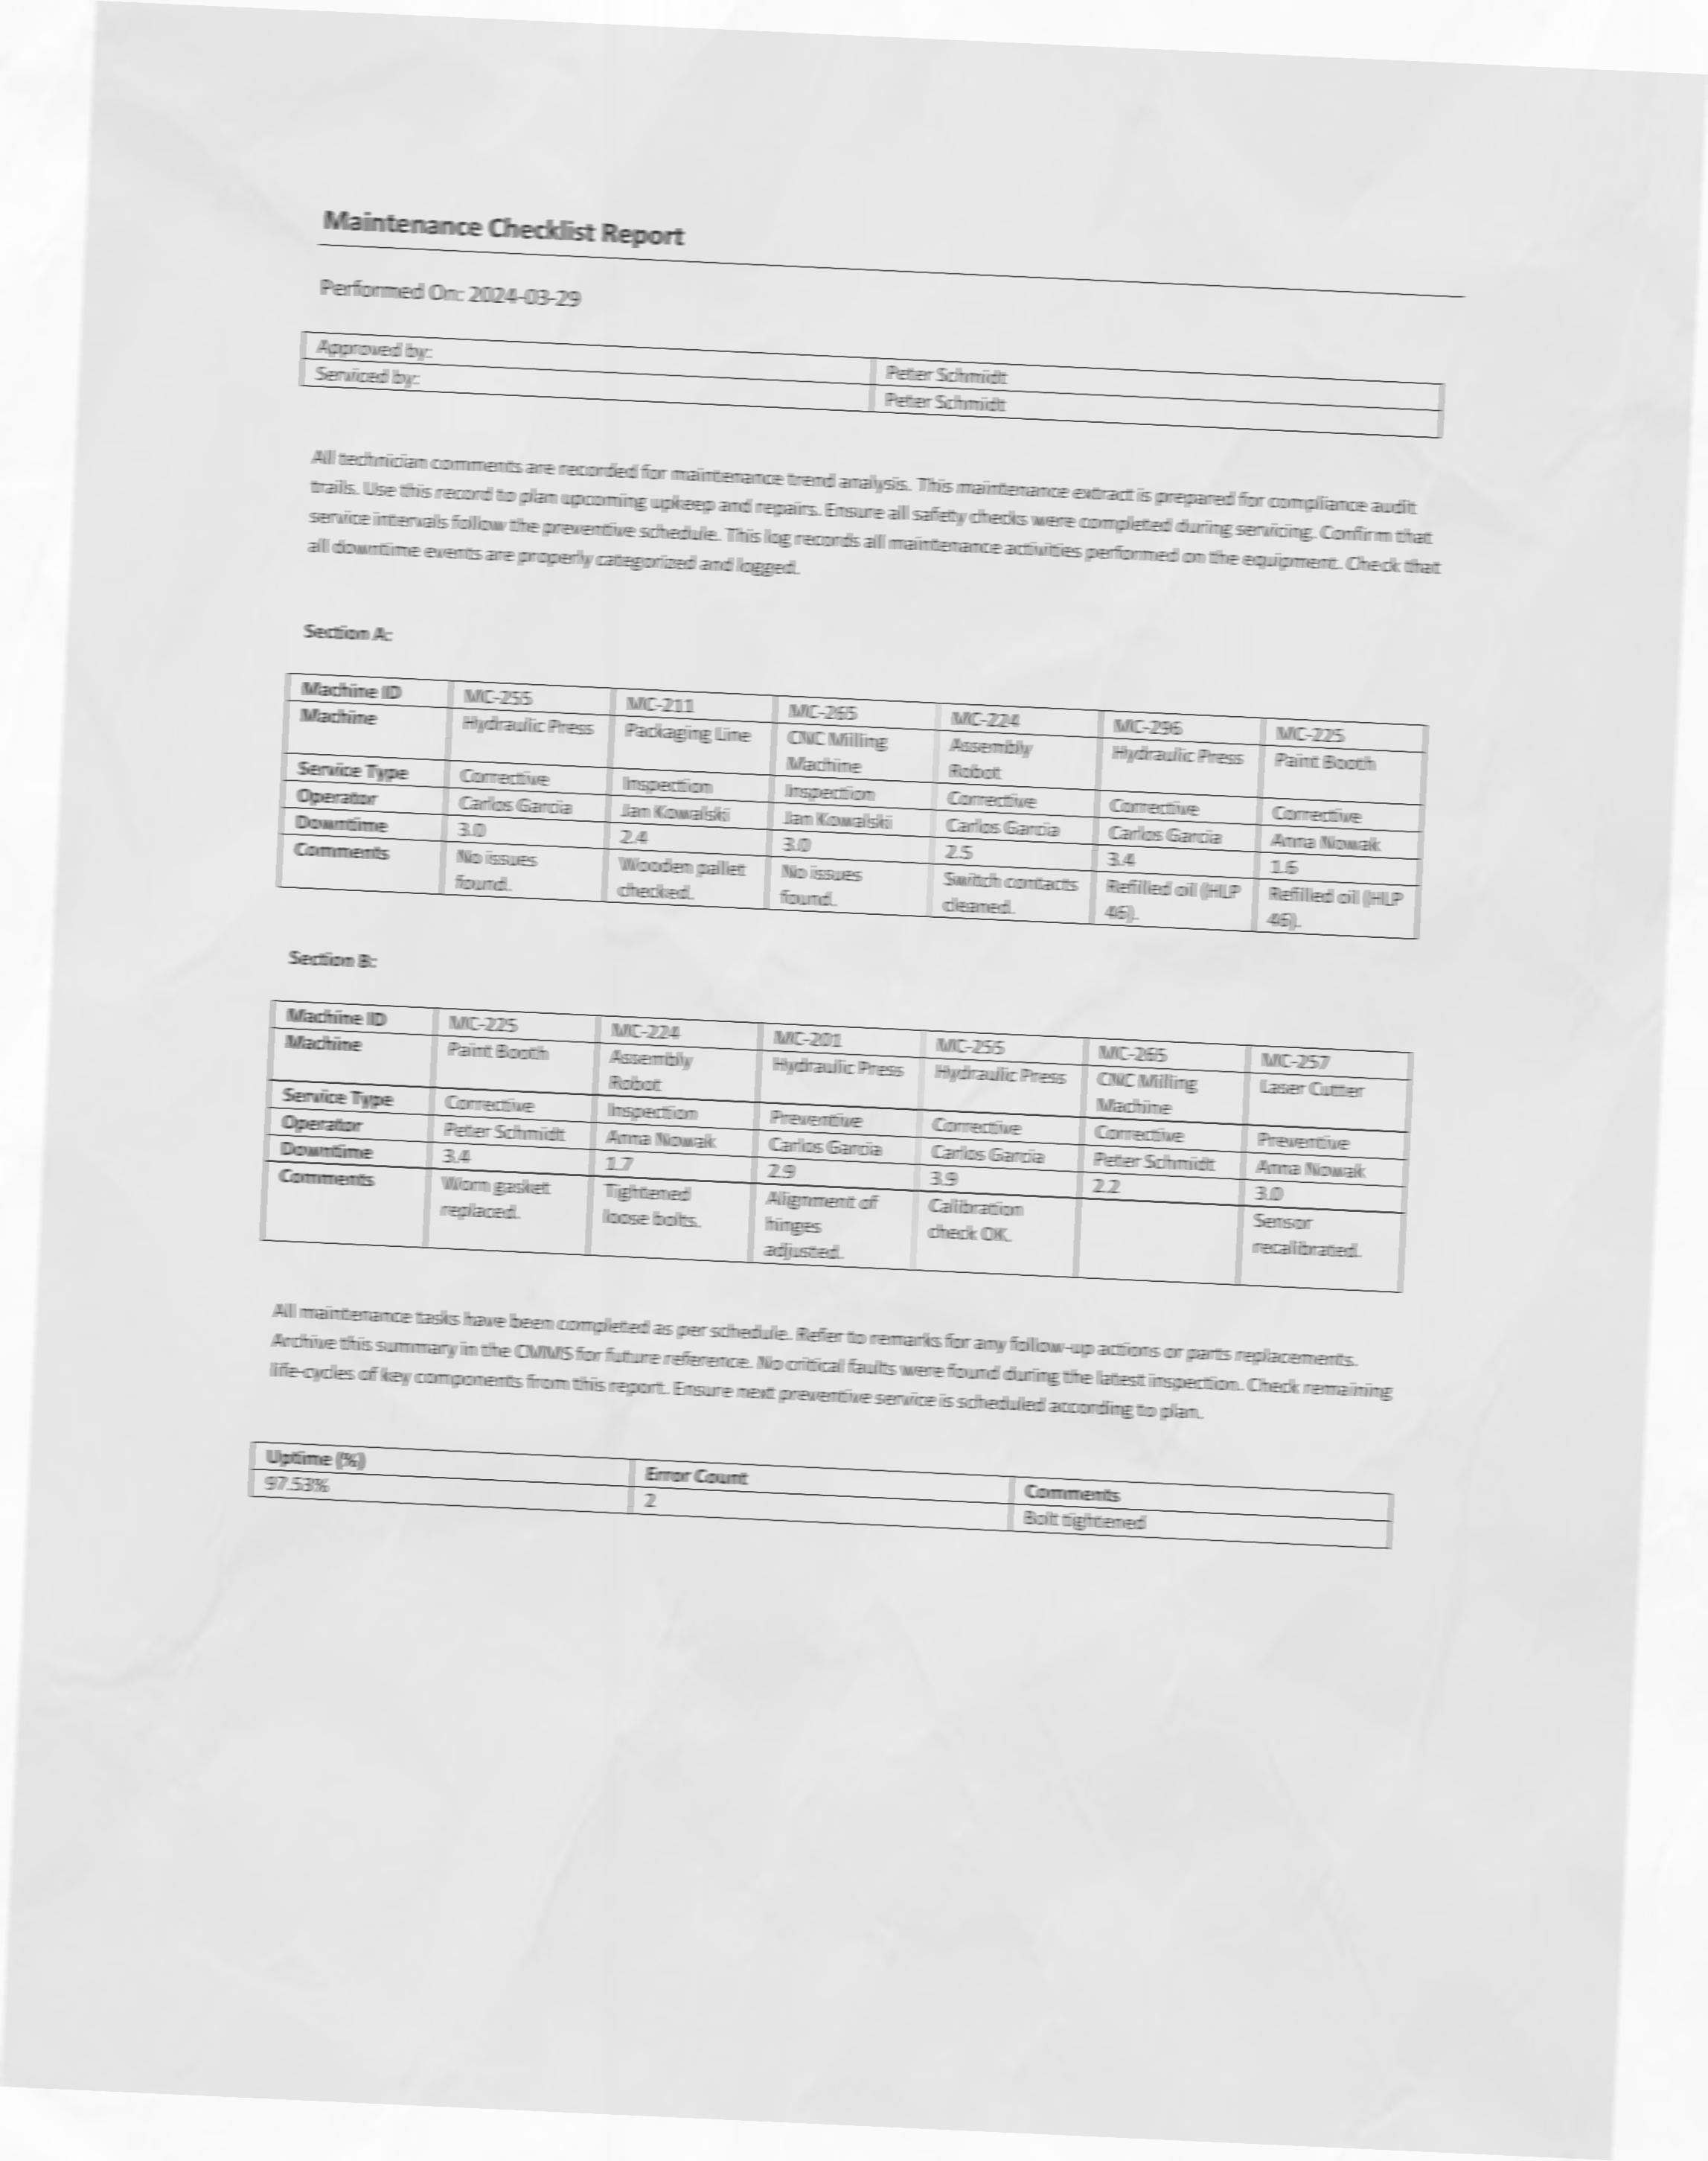 Maintenance Checklist Report
Performed On: 2024-03-29
Approved by: Peter Schmidt
Serviced by: Peter Schmidt
All technician comments are recorded for maintenance trend analysis. This maintenance extract is prepared for compliance audit
trails. Use this record to plan upcoming upkeep and repairs. Ensure all safety checks were completed during servicing. Confirm that
service intervals follow the preventive schedule. This log records all maintenance activities performed on the equipment. Check that
all downtime events are properly categorized and logged.
Section A:
Machine ID MC-255 MC-211 MC-265 MC-224 MC-296 MC-225
Machine Hydraulic Press Packaging Line CNC Milling Assembly Hydraulic Press Paint Booth
Machine Robot
Service Type Corrective Inspection Inspection Corrective Corrective Corrective
Operator Carlos Garcia Jan Kowalski Jan Kowalski Carlos Garcia Carlos Garcia Anna Nowak
Downtime 3.0 2.4 3.0 2.5 3.4 1.6
Comments No issues Wooden pallet No issues Switch contacts Refilled oil (HLP Refilled oil (HLP
found. checked. found. cleaned. 46). 46).
Section B:
Machine ID MC-225 MC-224 MC-201 MC-255 MC-265 MC-257
Machine Paint Booth Assembly Hydraulic Press Hydraulic Press CNC Milling Laser Cutter
Robot Machine
Service Type Corrective Inspection Preventive Corrective Corrective Preventive
Operator Peter Schmidt Anna Nowak Carlos Garcia Carlos Garcia Peter Schmidt Anna Nowak
Downtime 3.4 1.7 2.9 3.9 2.2 3.0
Comments Worn gasket Tightened Alignment of Calibration Sensor
replaced. loose bolts. hinges check OK. recalibrated.
adjusted.
All maintenance tasks have been completed as per schedule. Refer to remarks for any follow-up actions or parts replacements.
Archive this summary in the CMMS for future reference. No critical faults were found during the latest inspection. Check remaining
life-cycles of key components from this report. Ensure next preventive service is scheduled according to plan.
Uptime (%) Error Count Comments
97.53% 2 Bolt tightened